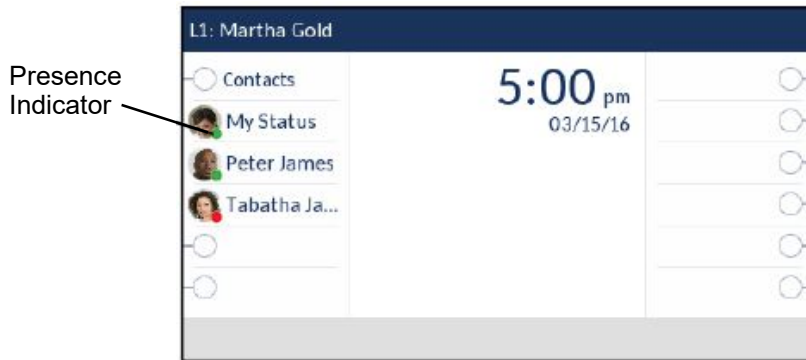 L1: Martha Gold
Presence
Indicator
Contacts
My Status
Peter James
Tabatha Ja...
5:00 pm
03/15/16